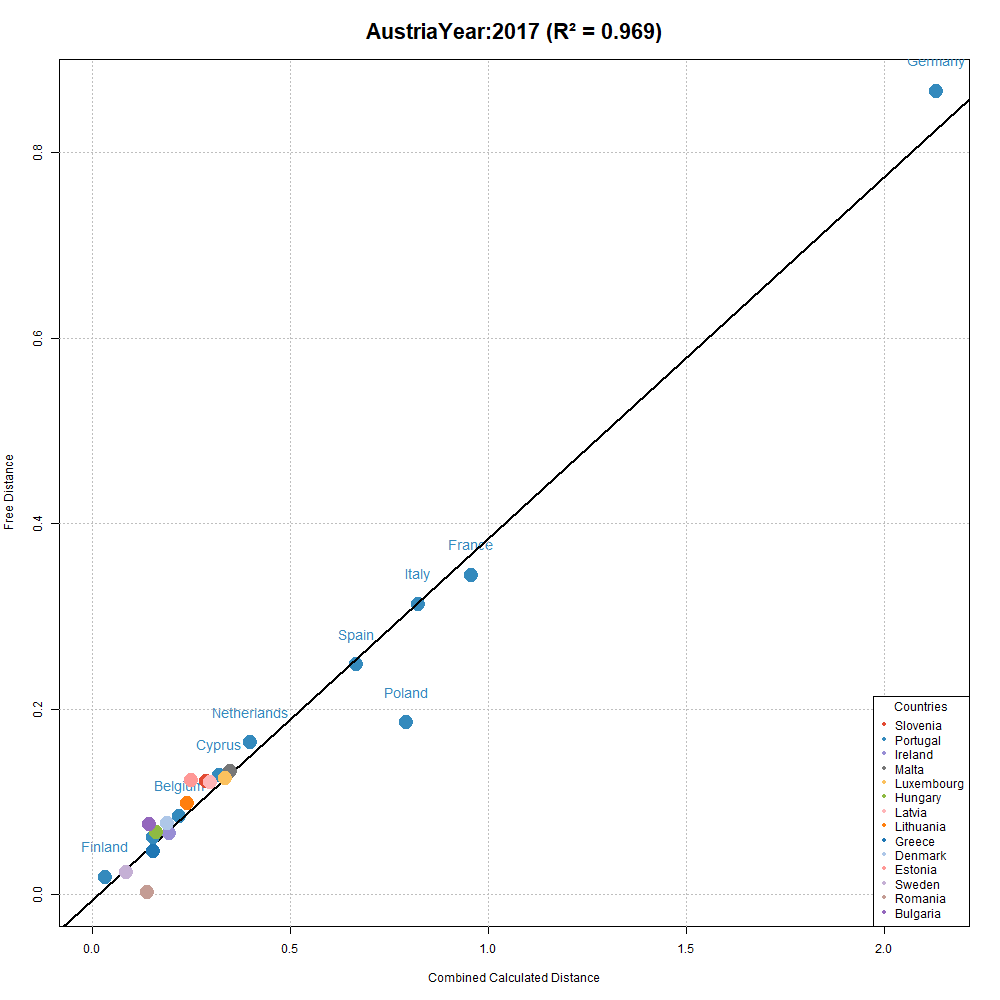 AustriaYear:2017 (R² = 0.969)
Germany
0.8
0.6
Free Distance
0.4
France
Italy
Spain
Poland
0.2
Netherlands
Cyprus
Belgium
Finland
0.0
Countries
Slovenia
Portugal
Ireland
Malta
Luxembourg
Hungary
Latvia
Lithuania
Greece
Denmark
Estonia
Sweden
Romania
Bulgaria
0.0 0.5 1.0 1.5 2.0
Combined Calculated Distance